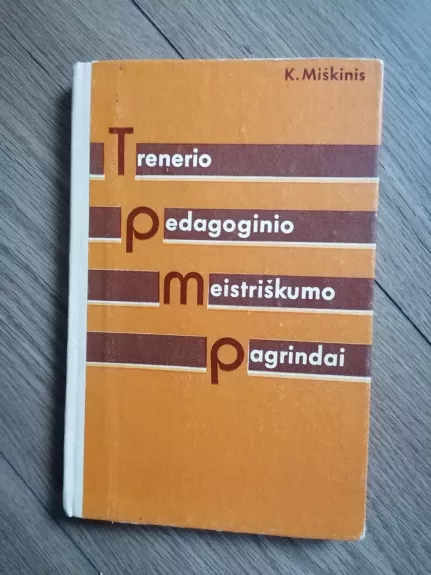 K. Miškinis
Trenerio
pedagoginio
meistriškumo
pagrindai